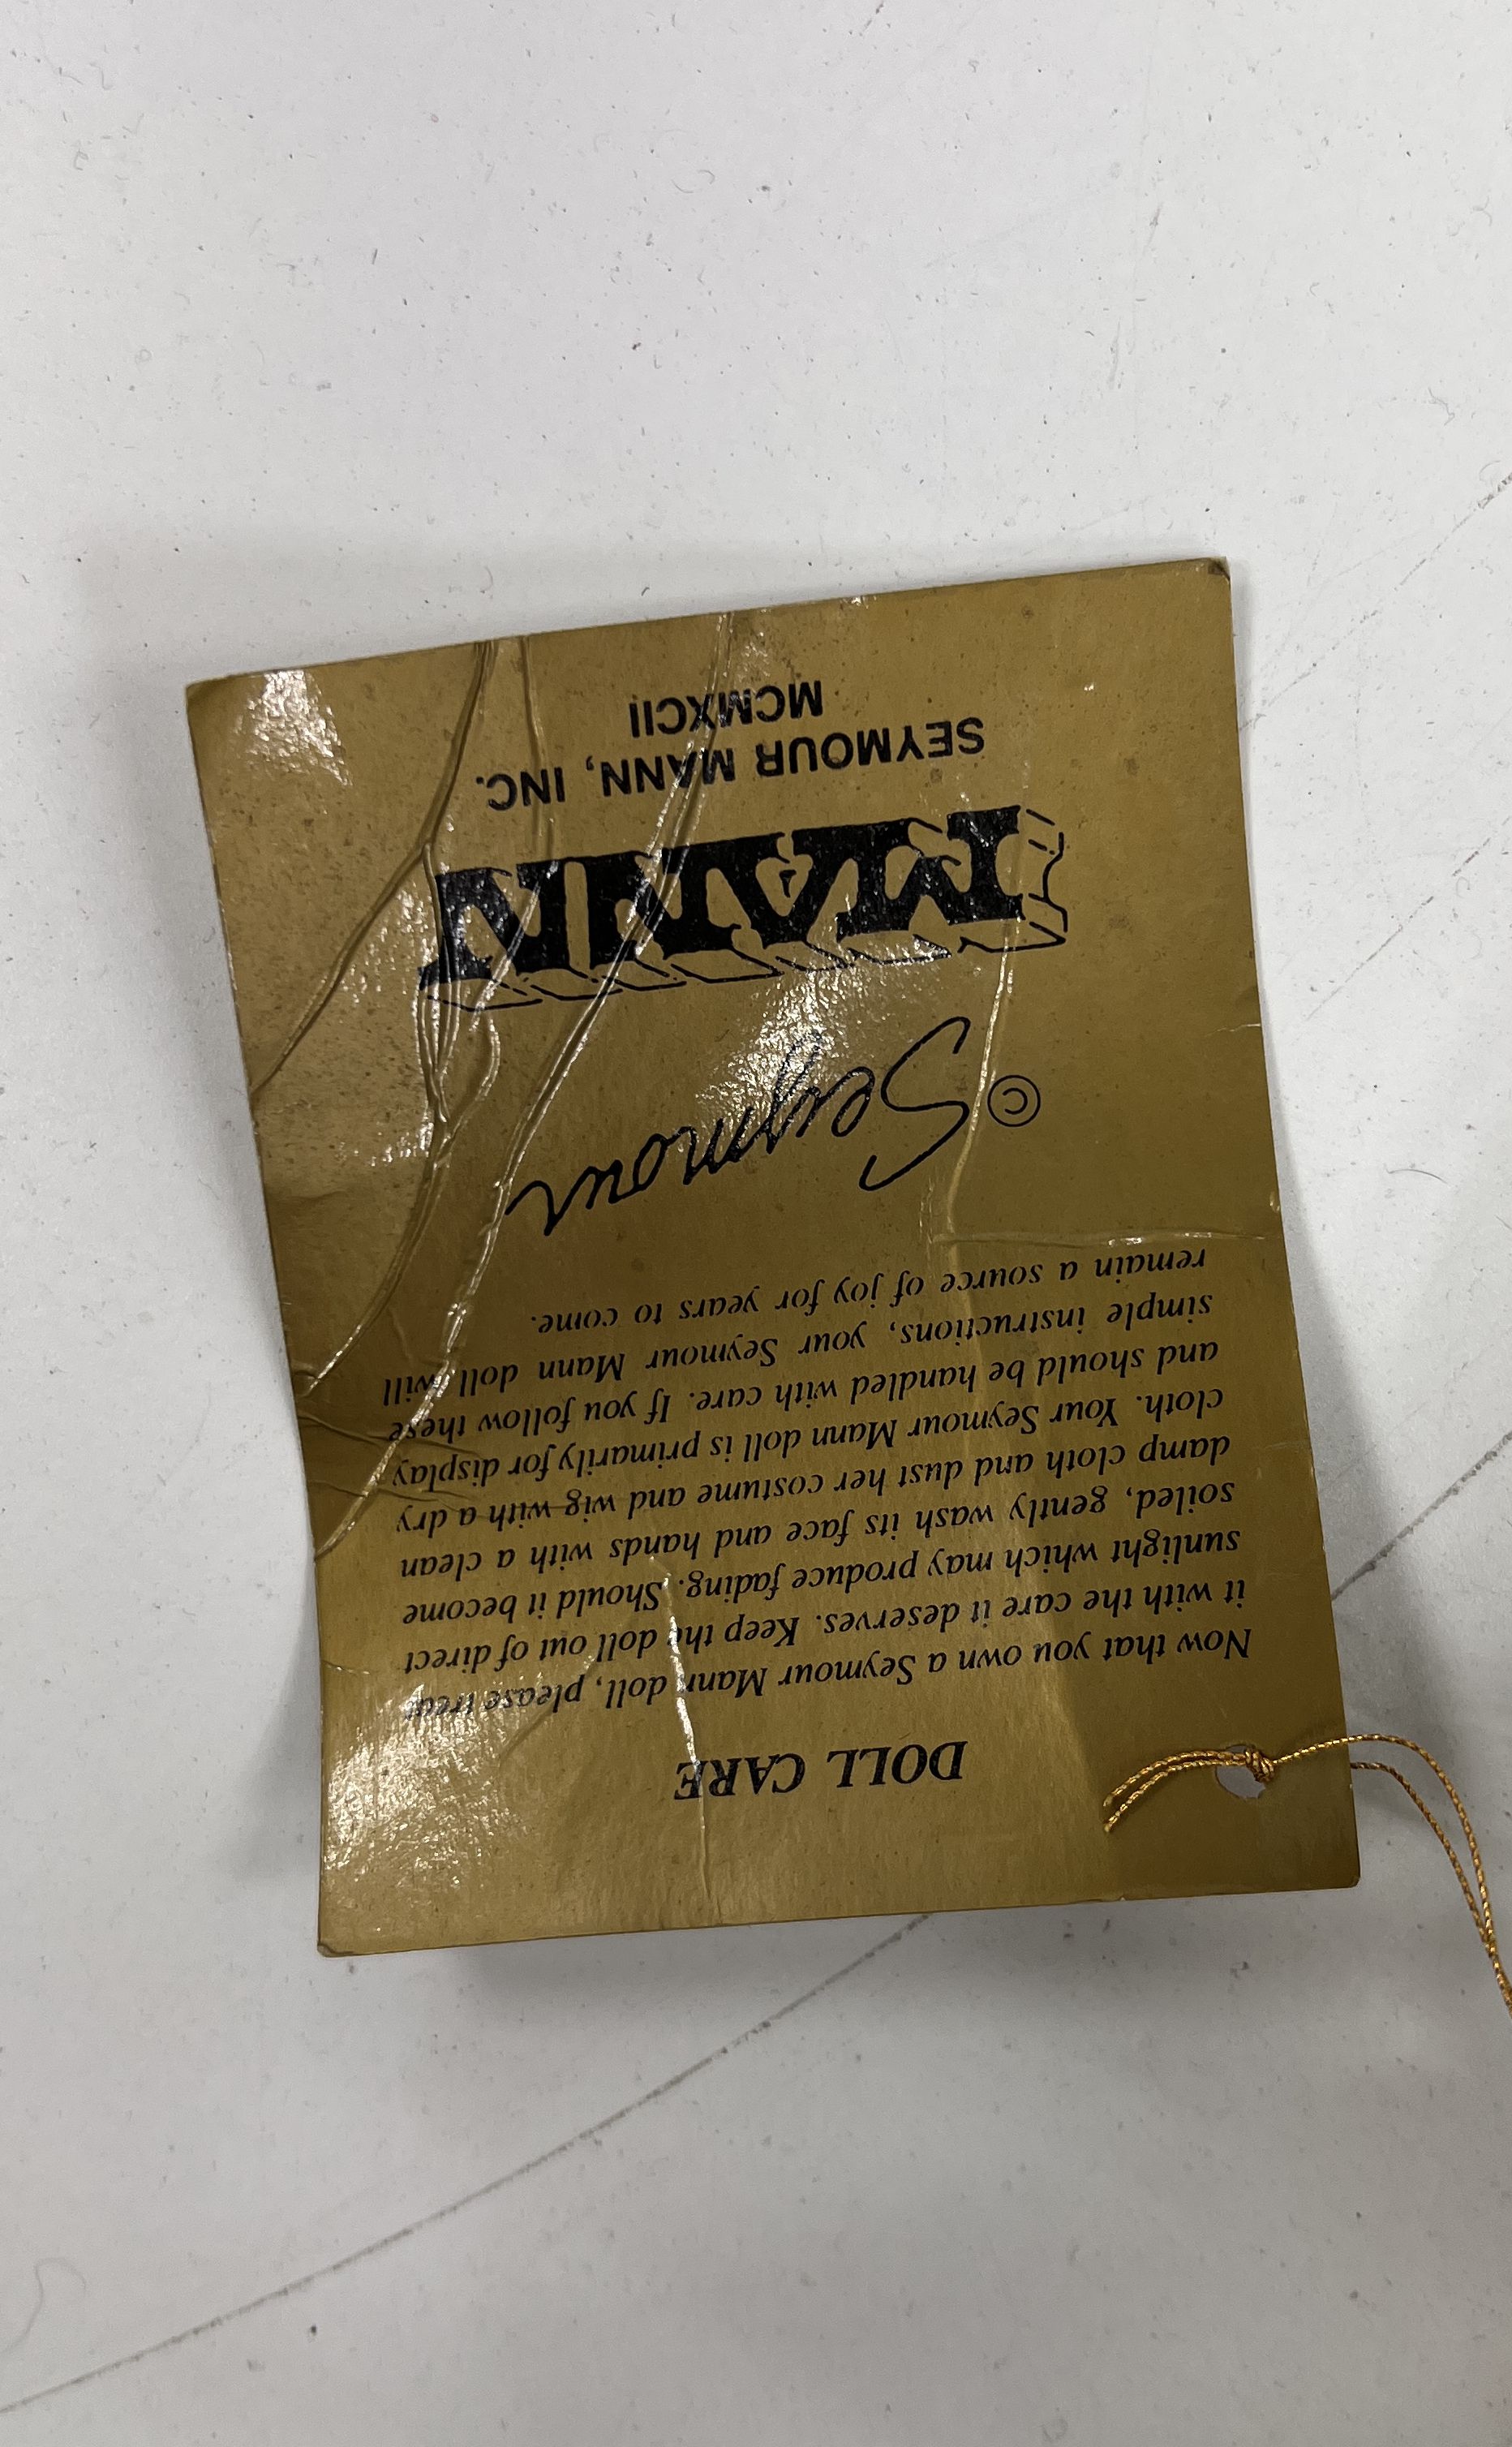 DOLL CARE
Now that you own a Seymour Mann doll, please treat
it with the care it deserves. Keep the doll out of direct
sunlight which may produce fading. Should it become
soiled, gently wash its face and hands with a clean
damp cloth and dust her costume and wig with a dry
cloth. Your Seymour Mann doll is primarily for display
and should be handled with care. If you follow these
simple instructions, your Seymour Mann doll will
remain a source of joy for years to come.
© Seymour
MANN
SEYMOUR MANN, INC.
MCMXCII